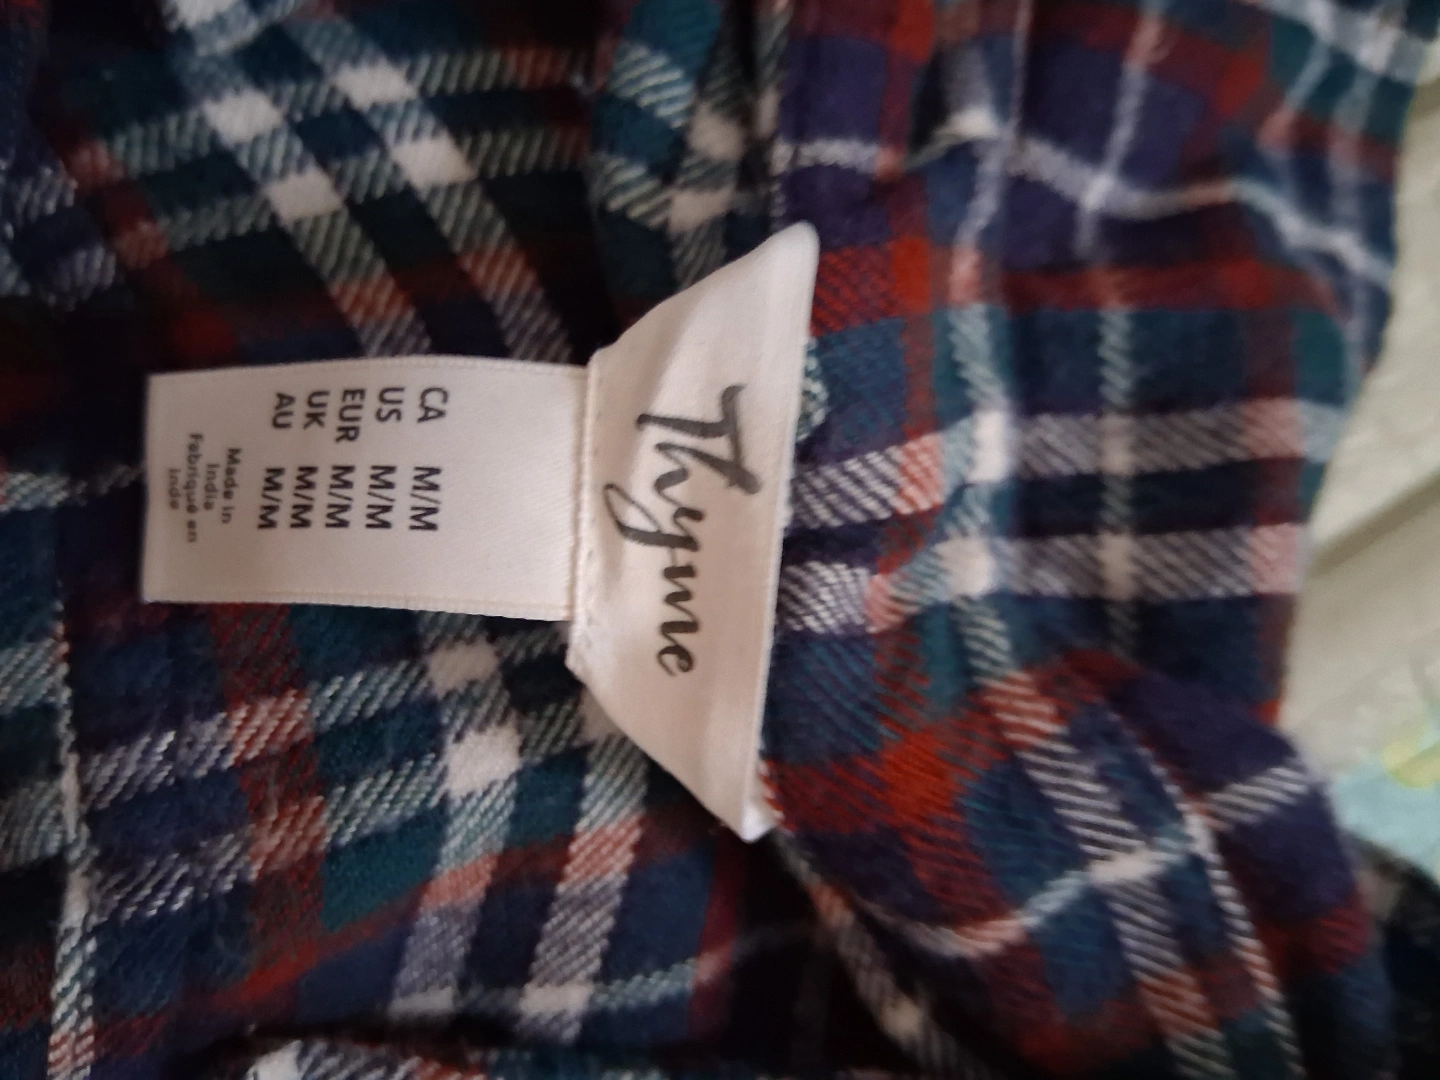 Thyme
CA M/M
US M/M
EUR M/M
UK M/M
AU M/M
Made in
India
Fabriqué en
inde